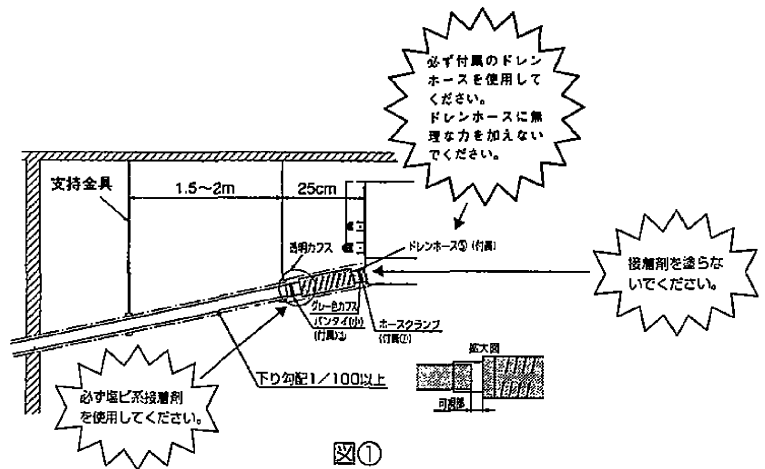 必ず付属のドレン
ホースを使用して
ください。
ドレンホースに無
理な力を加えない
でください。
支持金具
1.5～2m
25cm
透明カフス
ドレンホース⑤(付属)
接着剤を塗らな
いでください。
グレー色カフス
バンタイ(小)
(付属)
ホースクランプ
(付属⑦)
拡大図
可視部
下り勾配1/100以上
必ず塩ビ系接着剤
を使用してください。
図①